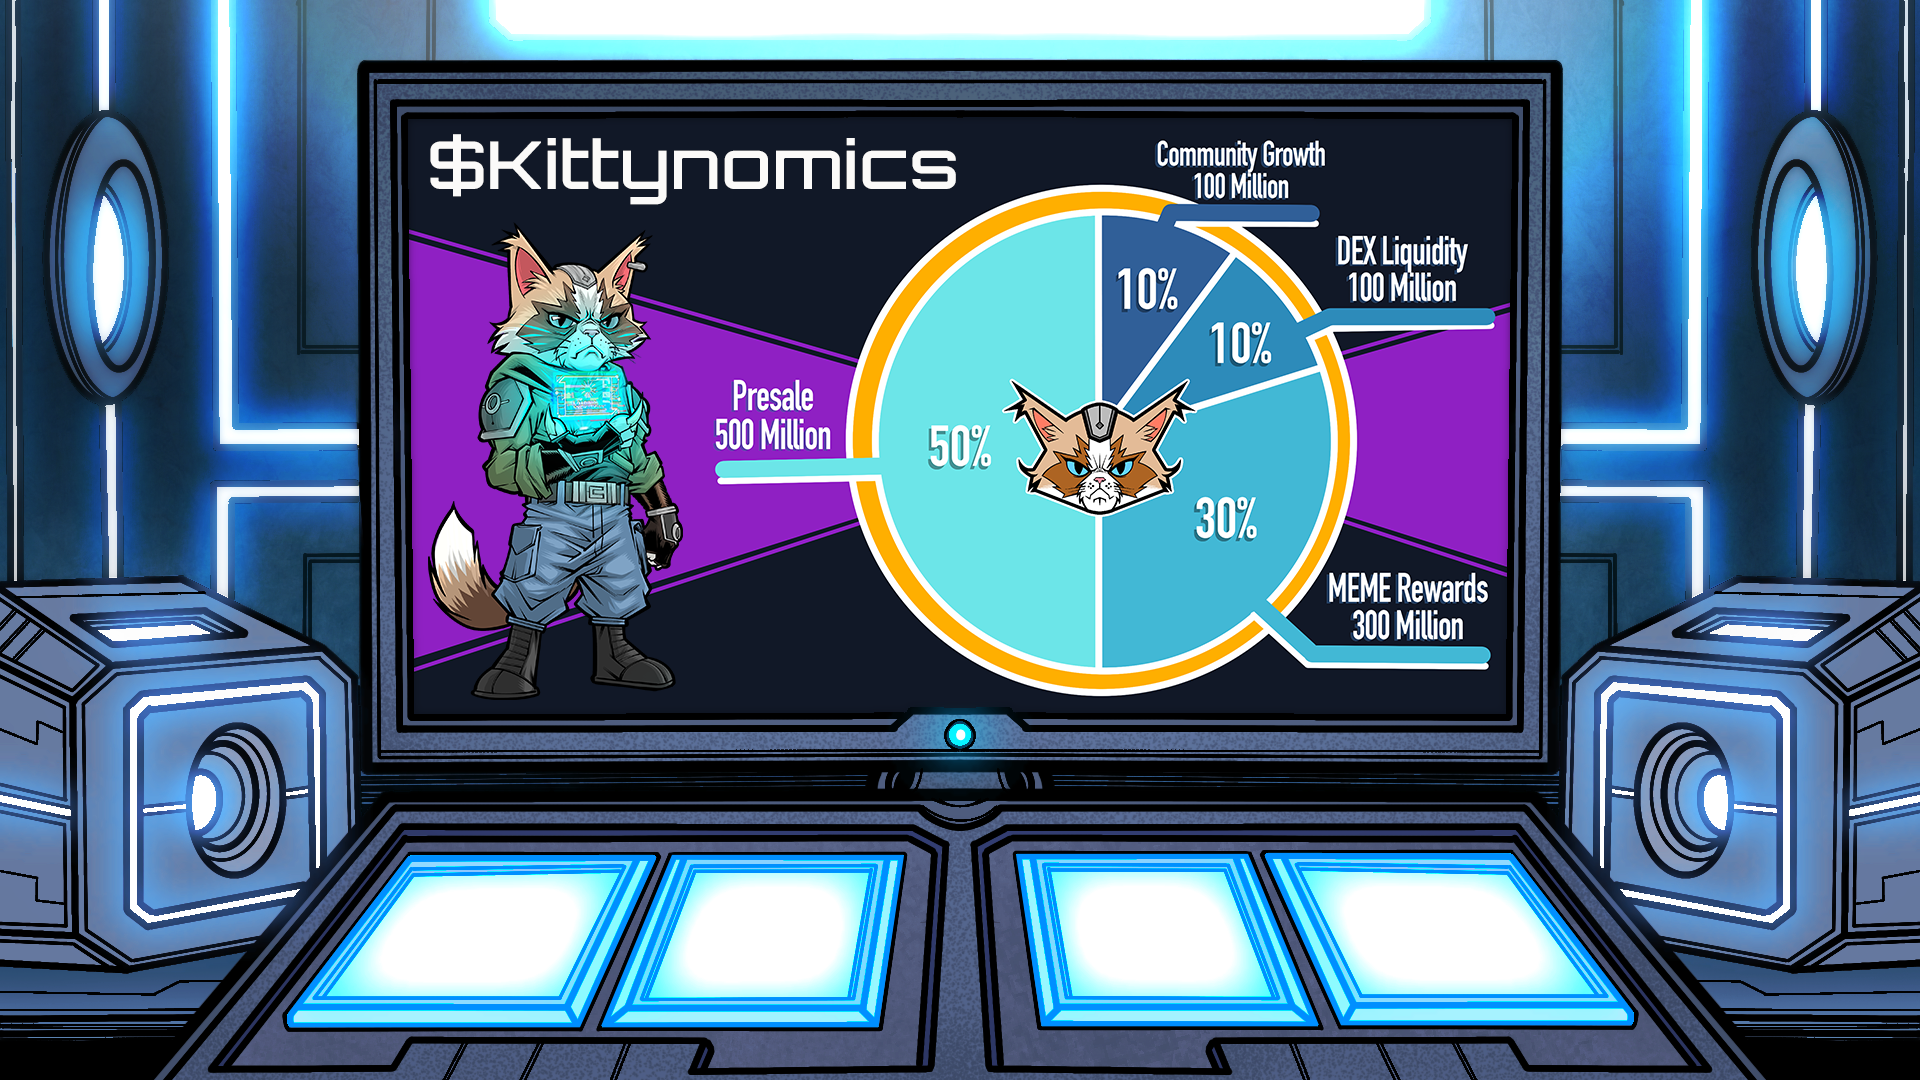 $Kittynomics
Community Growth
100 Million
DEX Liquidity
100 Million
10%
10%
Presale
500 Million
50%
30%
MEME Rewards
300 Million